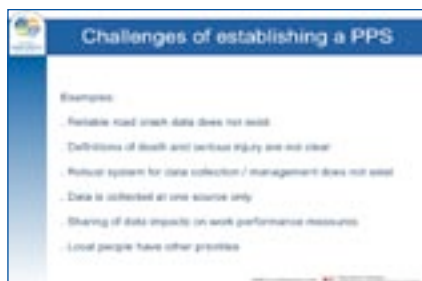 Challenges of establishing a PPS
Examples:
. Reliable road crash data does not exist
. Definitions of death and serious injury are not clear
. Robust system for data collection / management does not exist
. Data is collected at one source only
. Sharing of data impacts on work performance measures
. Local people have other priorities